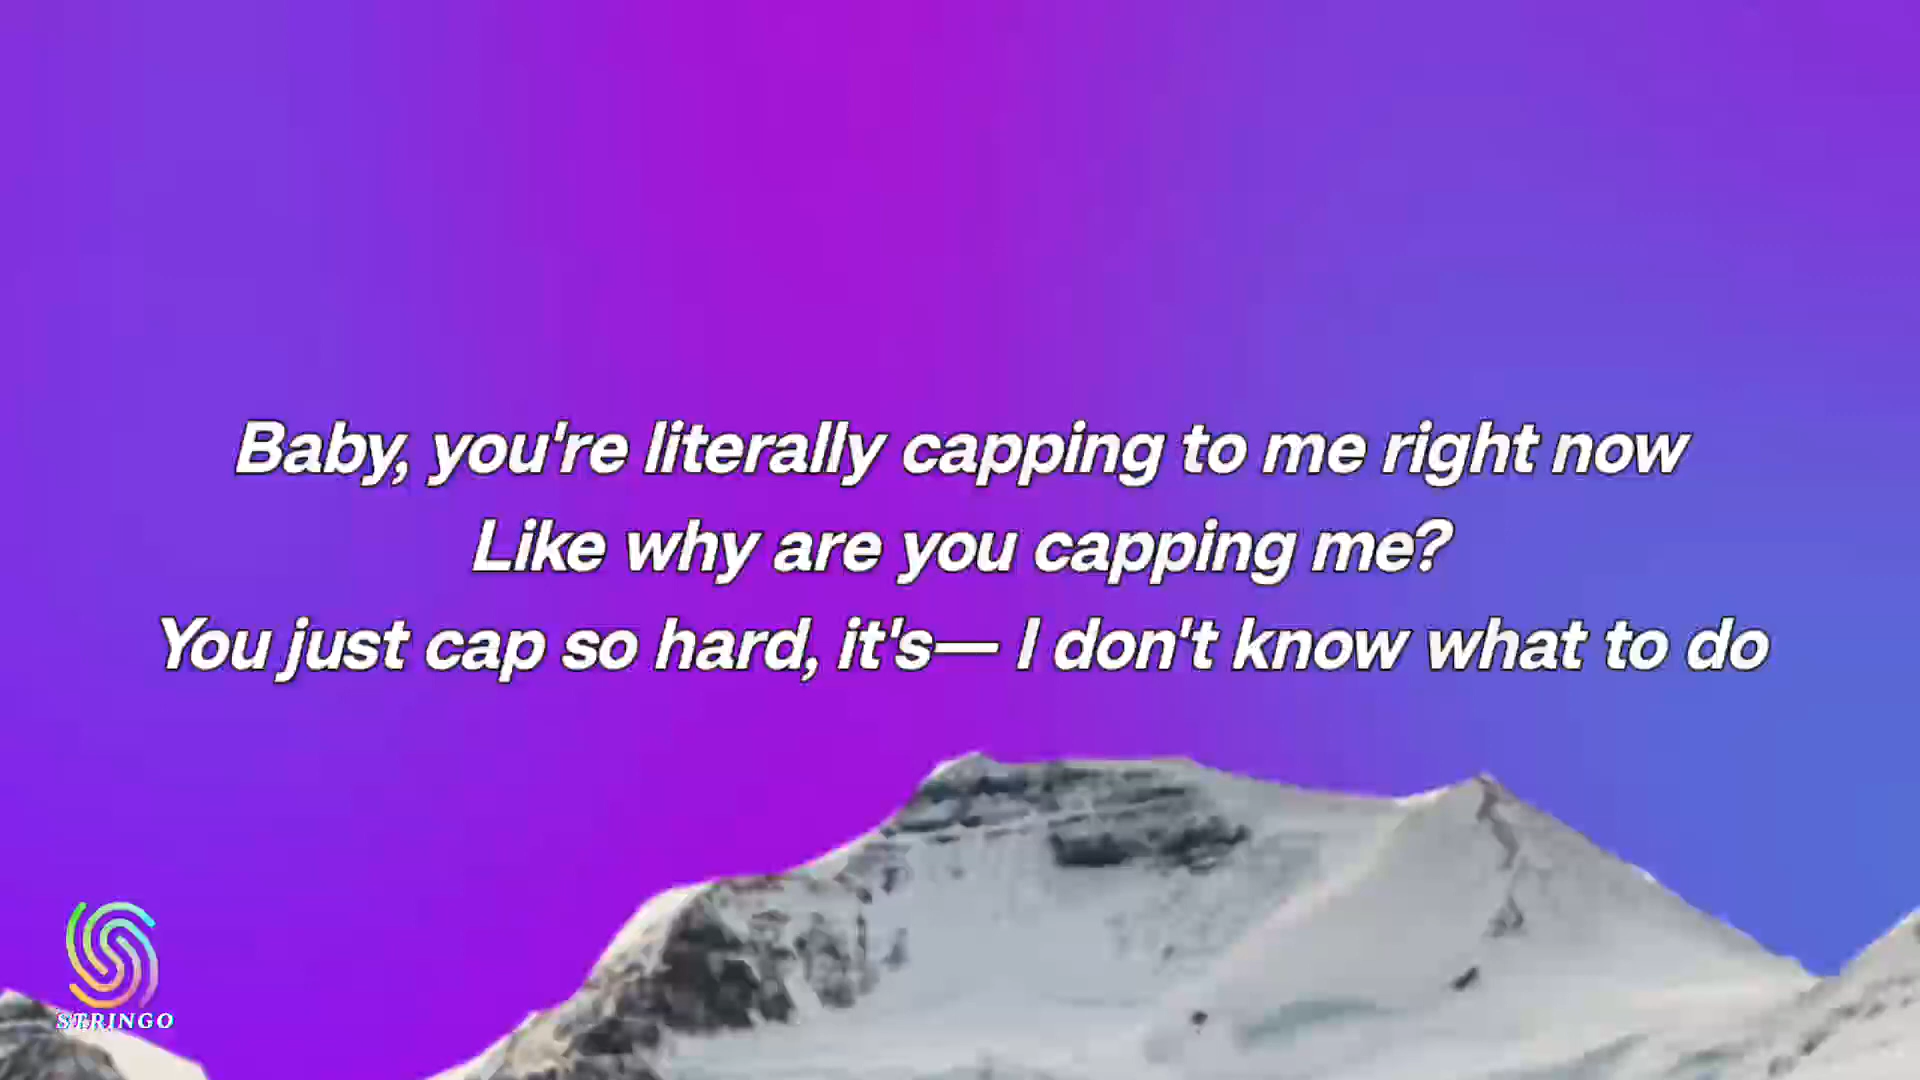 Baby, you're literally capping to me right now
Like why are you capping me?
You just cap so hard, it's— I don't know what to do
STRINGO